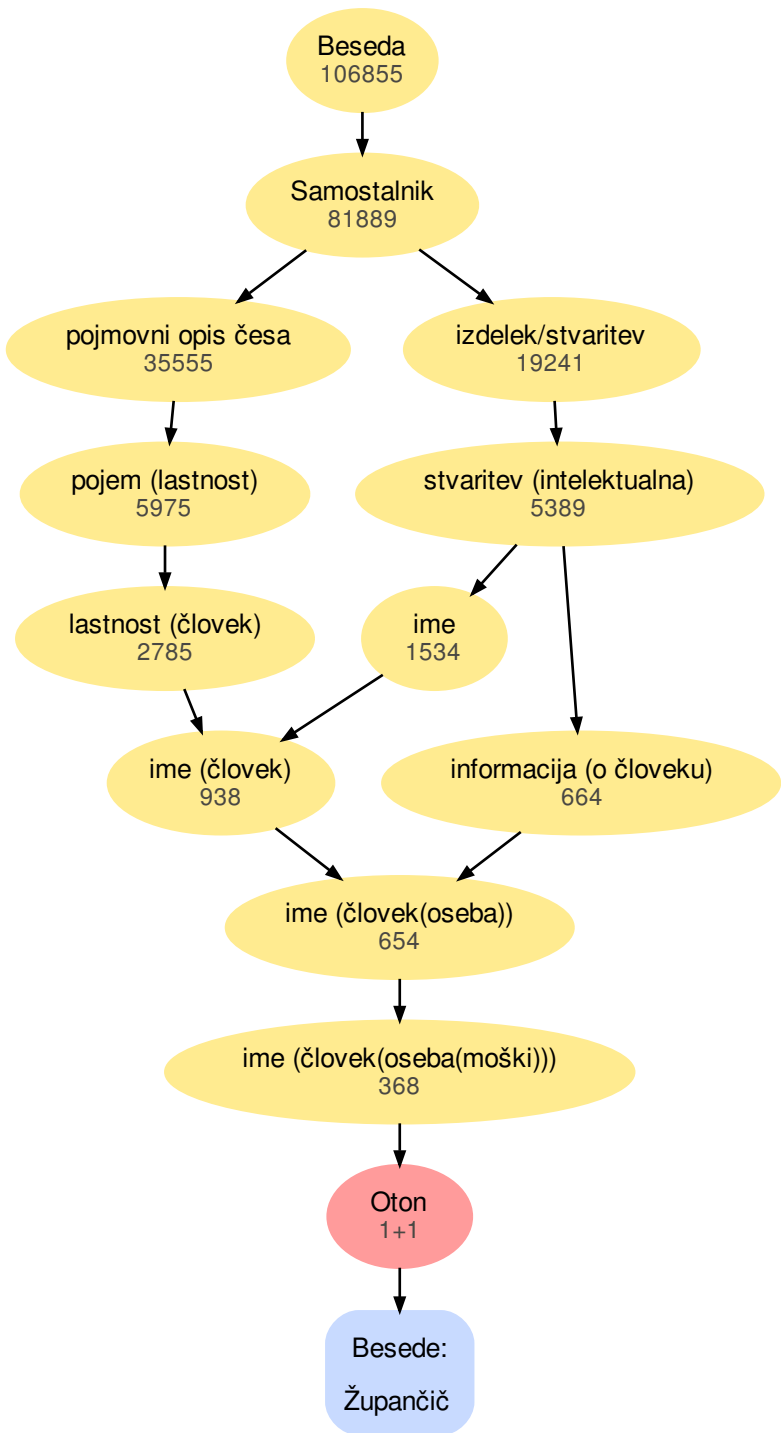 Beseda
106855
Samostalnik
81889
pojmovni opis česa
35555
izdelek/stvaritev
19241
pojem (lastnost)
5975
stvaritev (intelektualna)
5389
lastnost (človek)
2785
ime
1534
ime (človek)
938
informacija (o človeku)
664
ime (človek(oseba))
654
ime (človek(oseba(moški)))
368
Oton
1+1
Besede:
Župančič